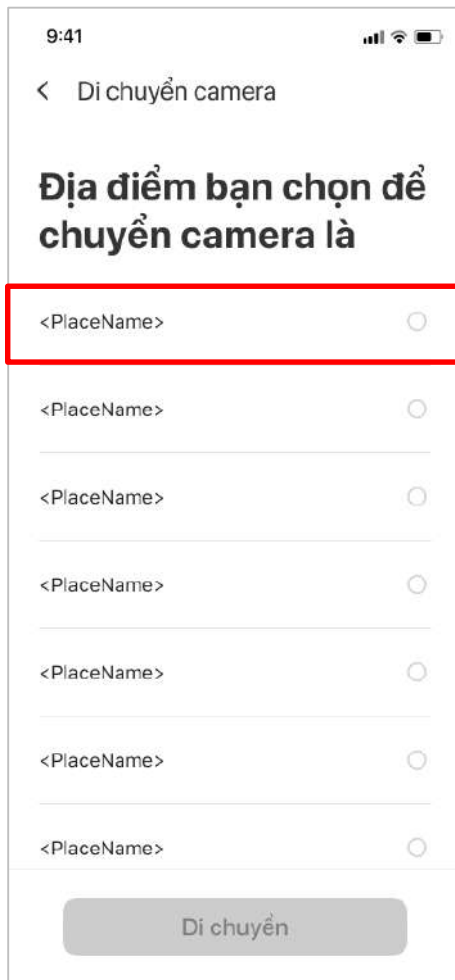 9:41
Di chuyển camera
Địa điểm bạn chọn để
chuyển camera là
<PlaceName>
<PlaceName>
<PlaceName>
<PlaceName>
<PlaceName>
<PlaceName>
<PlaceName>
Di chuyển